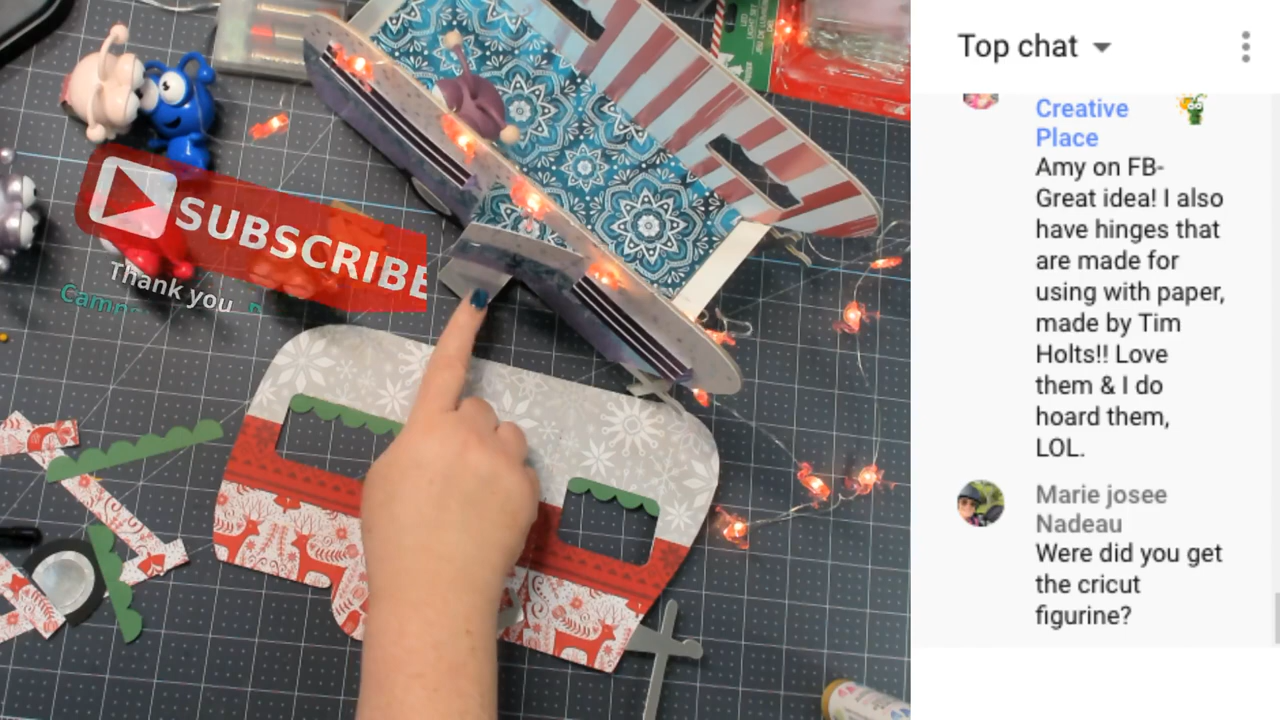 SUBSCRIBE
Thank you
Top chat
Creative
Place
Amy on FB-
Great idea! I also
have hinges that
are made for
using with paper,
made by Tim
Holts!! Love
them & I do
hoard them,
LOL.
Marie josee
Nadeau
Were did you get
the cricut
figurine?